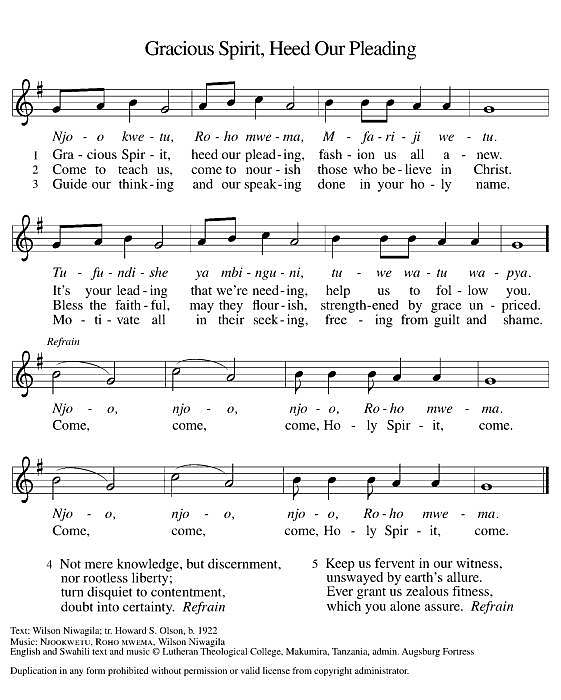 Gracious Spirit, Heed Our Pleading
Njo - o kwe - tu, Ro - ho mwe - ma, M - fa - ri - ji we - tu.
1 Gra - cious Spir - it, heed our plead - ing, fash - ion us all a - new.
2 Come to teach us, come to nour - ish those who be - lieve in Christ.
3 Guide our think - ing and our speak - ing done in your ho - ly name.
Tu - fu - ndi - she ya mbi - ngu - ni, tu - we wa - tu wa - pya.
It's your lead - ing that we're need - ing, help us to fol - low you.
Bless the faith - ful, may they flour - ish, strength - ened by grace un - priced.
Mo - ti - vate all in their seek - ing, free - ing from guilt and shame.
Refrain
Njo - o, njo - o, njo - o, Ro - ho mwe - ma.
Come, come, come, Ho - ly Spir - it, come.
Njo - o, njo - o, njo - o, Ro - ho mwe - ma.
Come, come, come, Ho - ly Spir - it, come.
4 Not mere knowledge, but discernment,
nor rootless liberty;
turn disquiet to contentment,
doubt into certainty. Refrain
5 Keep us fervent in our witness,
unswayed by earth's allure.
Ever grant us zealous fitness,
which you alone assure. Refrain
Text: Wilson Niwagila; tr. Howard S. Olson, b. 1922
Music: NJOOKWETU, ROHO MWEMA, Wilson Niwagila
English and Swahili text and music © Lutheran Theological College, Makumira, Tanzania, admin. Augsburg Fortress
Duplication in any form prohibited without permission or valid license from copyright administrator.